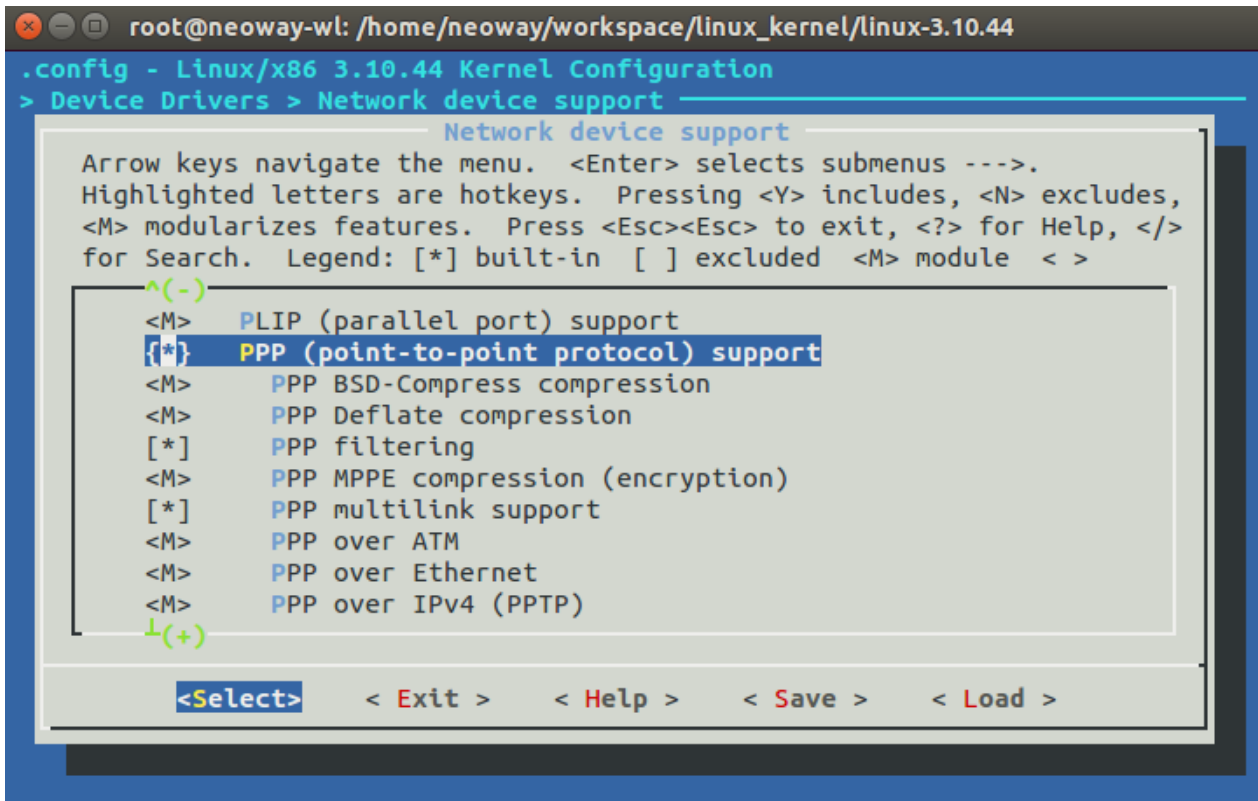 root@neoway-wl: /home/neoway/workspace/linux_kernel/linux-3.10.44
.config - Linux/x86 3.10.44 Kernel Configuration
> Device Drivers > Network device support
Network device support
Arrow keys navigate the menu.  <Enter> selects submenus --->.
Highlighted letters are hotkeys.  Pressing <Y> includes, <N> excludes,
<M> modularizes features.  Press <Esc><Esc> to exit, <?> for Help, </>
for Search.  Legend: [*] built-in  [ ] excluded  <M> module  < >
^(-)
<M>   PLIP (parallel port) support
{*}   PPP (point-to-point protocol) support
<M>     PPP BSD-Compress compression
<M>     PPP Deflate compression
[*]     PPP filtering
<M>     PPP MPPE compression (encryption)
[*]     PPP multilink support
<M>     PPP over ATM
<M>     PPP over Ethernet
<M>     PPP over IPv4 (PPTP)
┴(+)
<Select>    < Exit >    < Help >    < Save >    < Load >